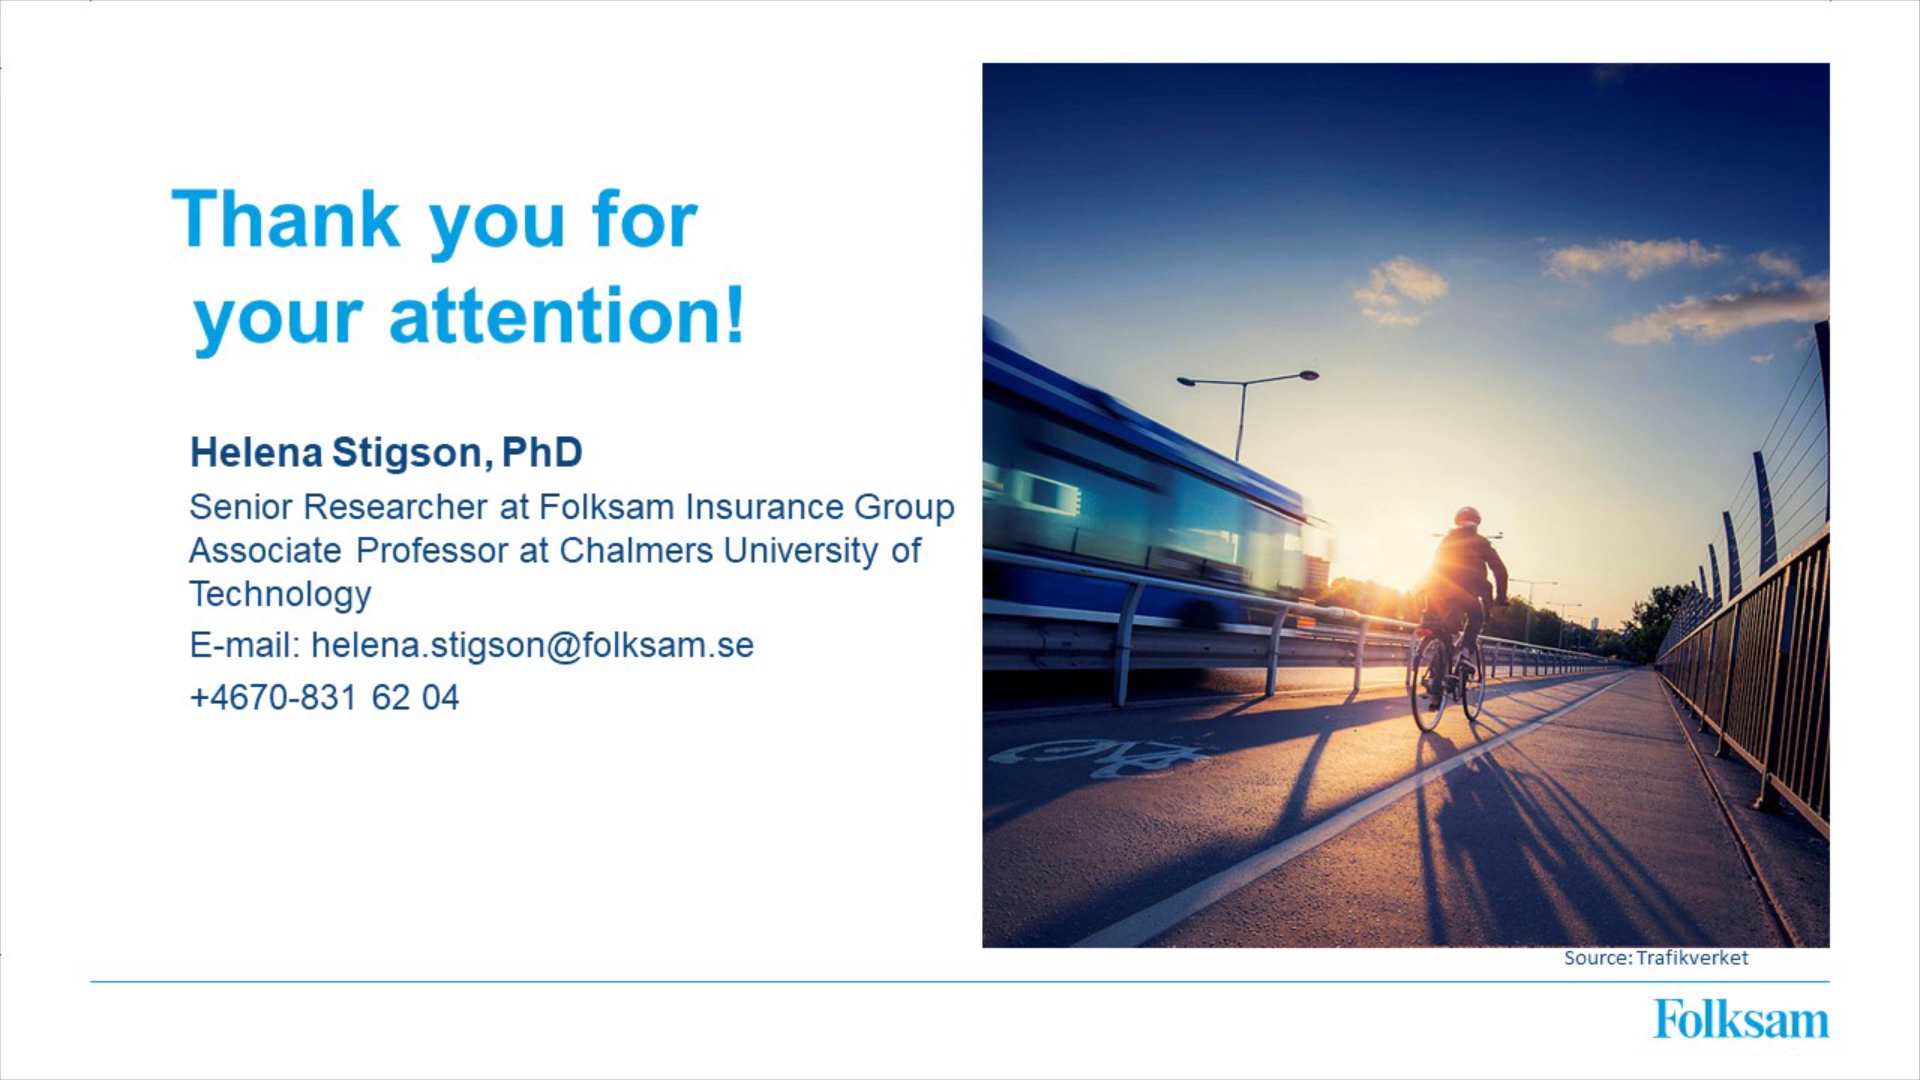 Thank you for
your attention!
Helena Stigson, PhD
Senior Researcher at Folksam Insurance Group
Associate Professor at Chalmers University of
Technology
E-mail: helena.stigson@folksam.se
+4670-831 62 04
Source: Trafikverket
Folksam